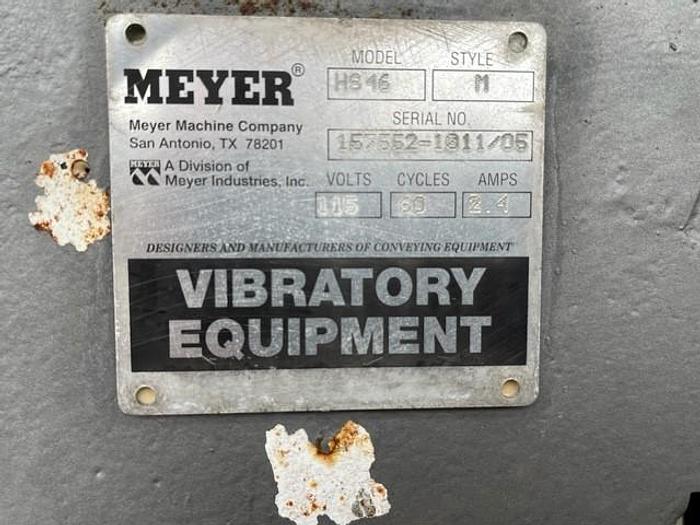 MEYER®
Meyer Machine Company
San Antonio, TX 78201
MEYER
A Division of
Meyer Industries, Inc.
MODEL STYLE
HS46 M
SERIAL NO.
157552-1011/05
VOLTS CYCLES AMPS
115 60 2.4
DESIGNERS AND MANUFACTURERS OF CONVEYING EQUIPMENT
VIBRATORY
EQUIPMENT